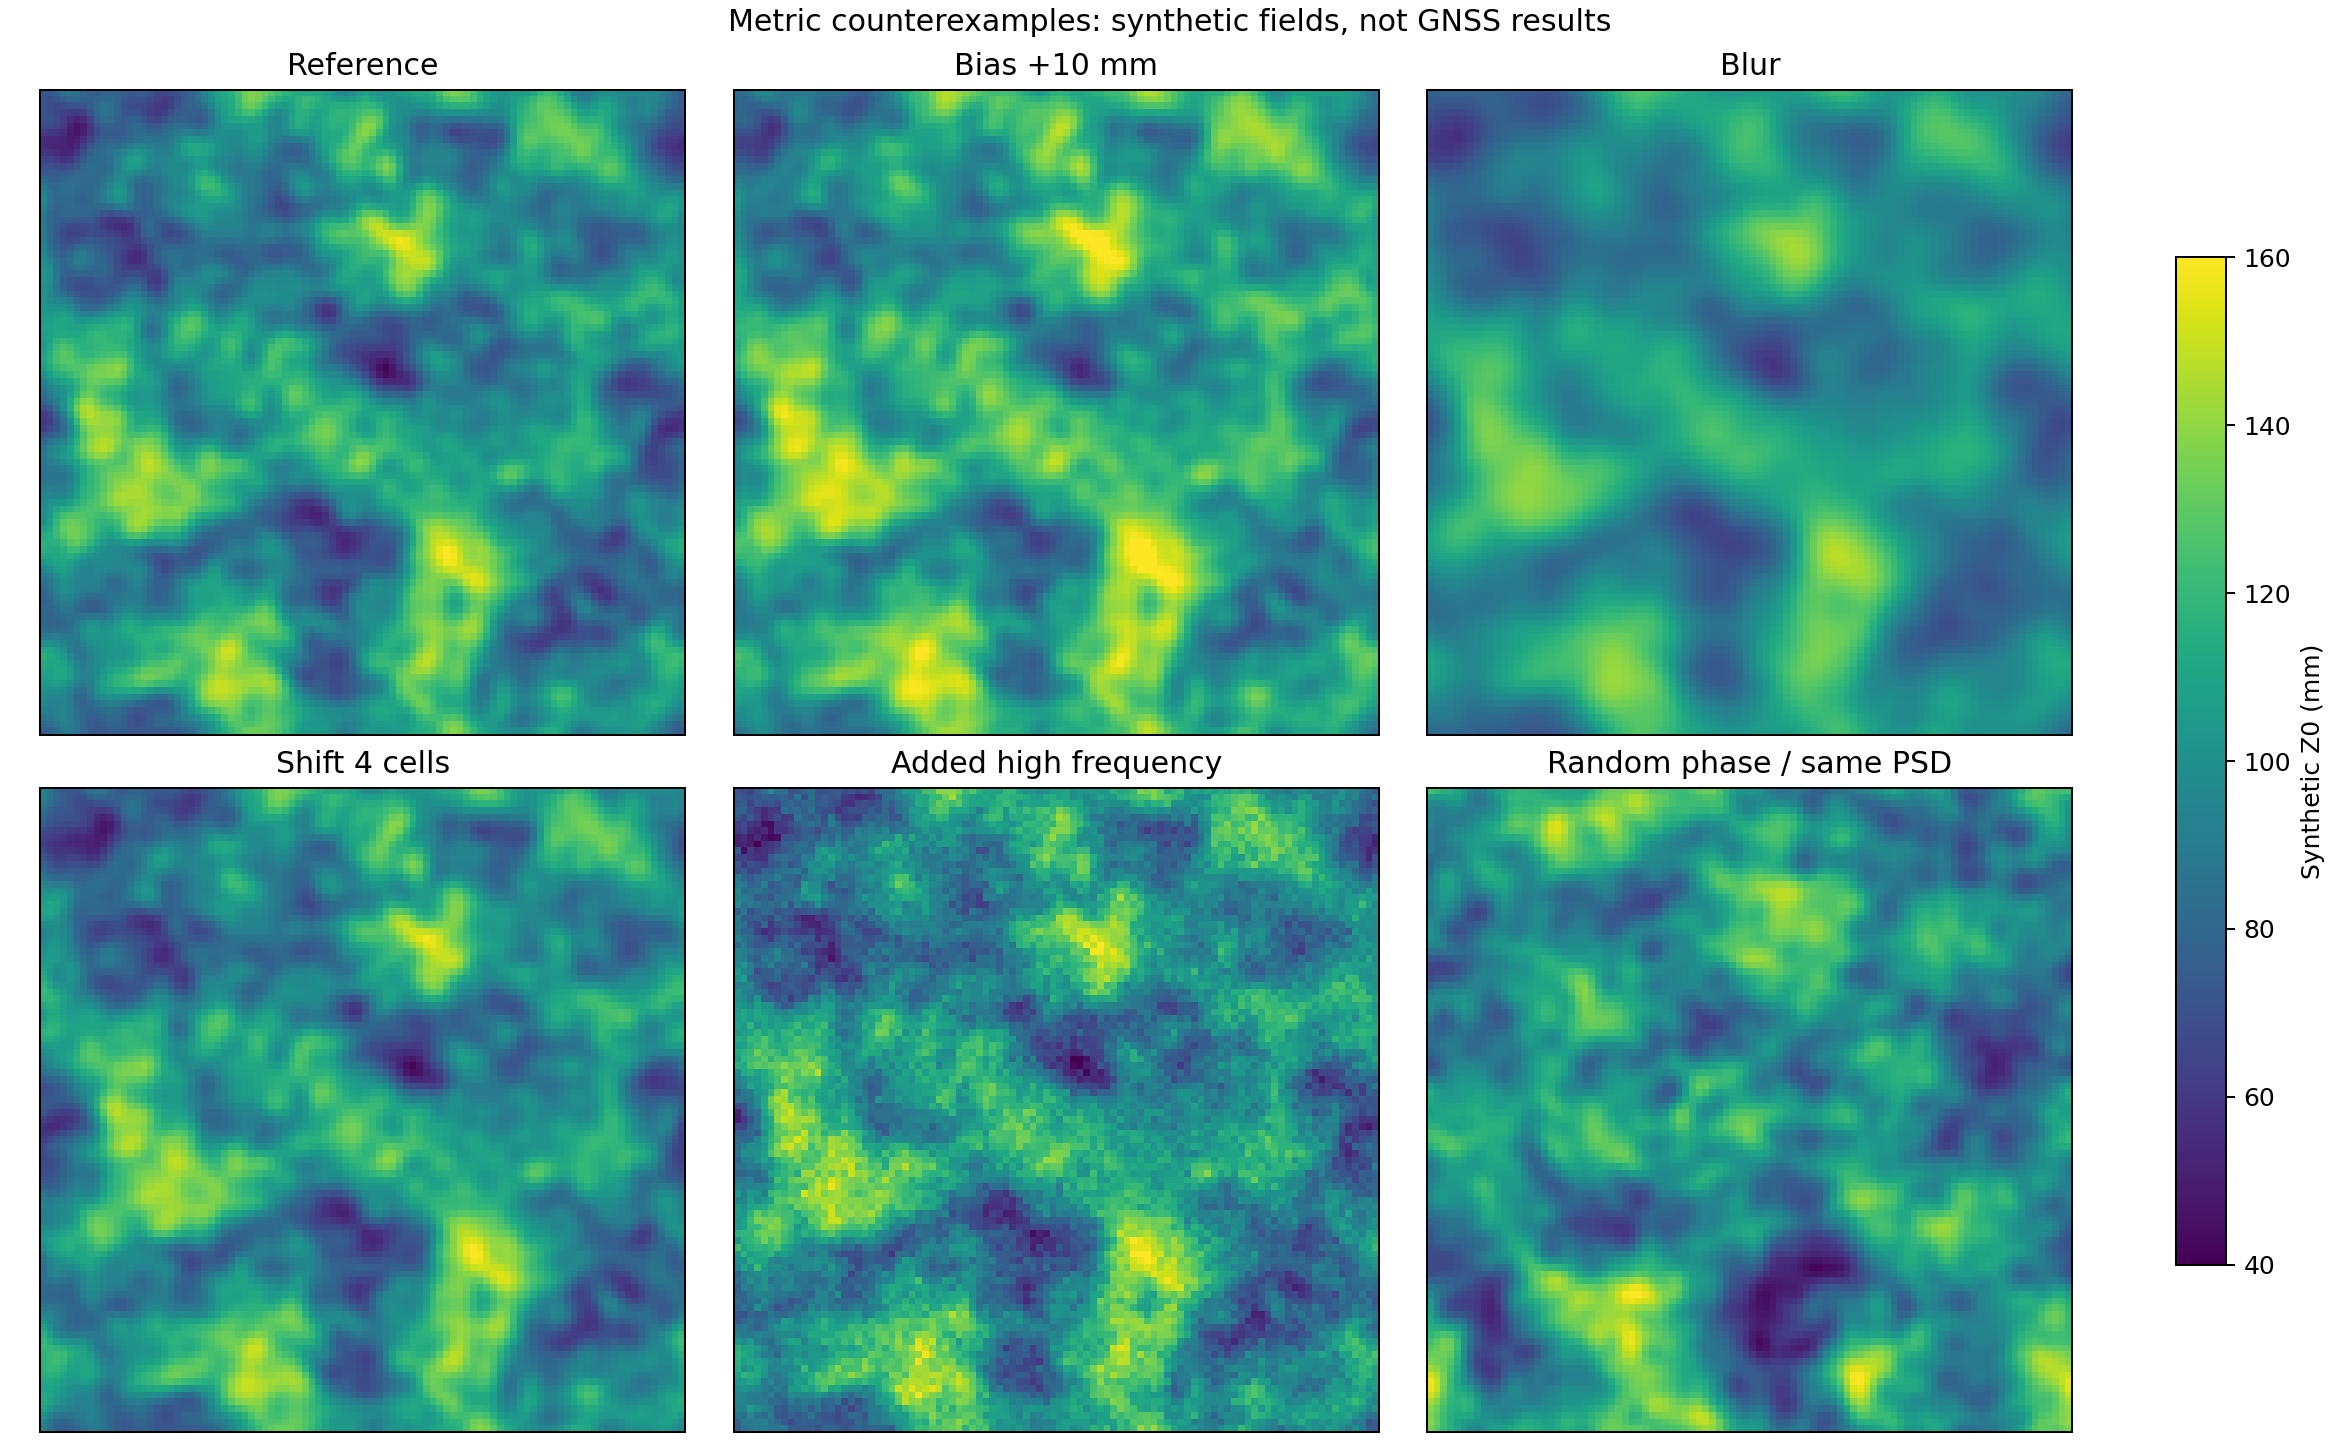 Metric counterexamples: synthetic fields, not GNSS results
Reference
Bias +10 mm
Blur
Shift 4 cells
Added high frequency
Random phase / same PSD
160
140
120
100
80
60
40
Synthetic Z0 (mm)